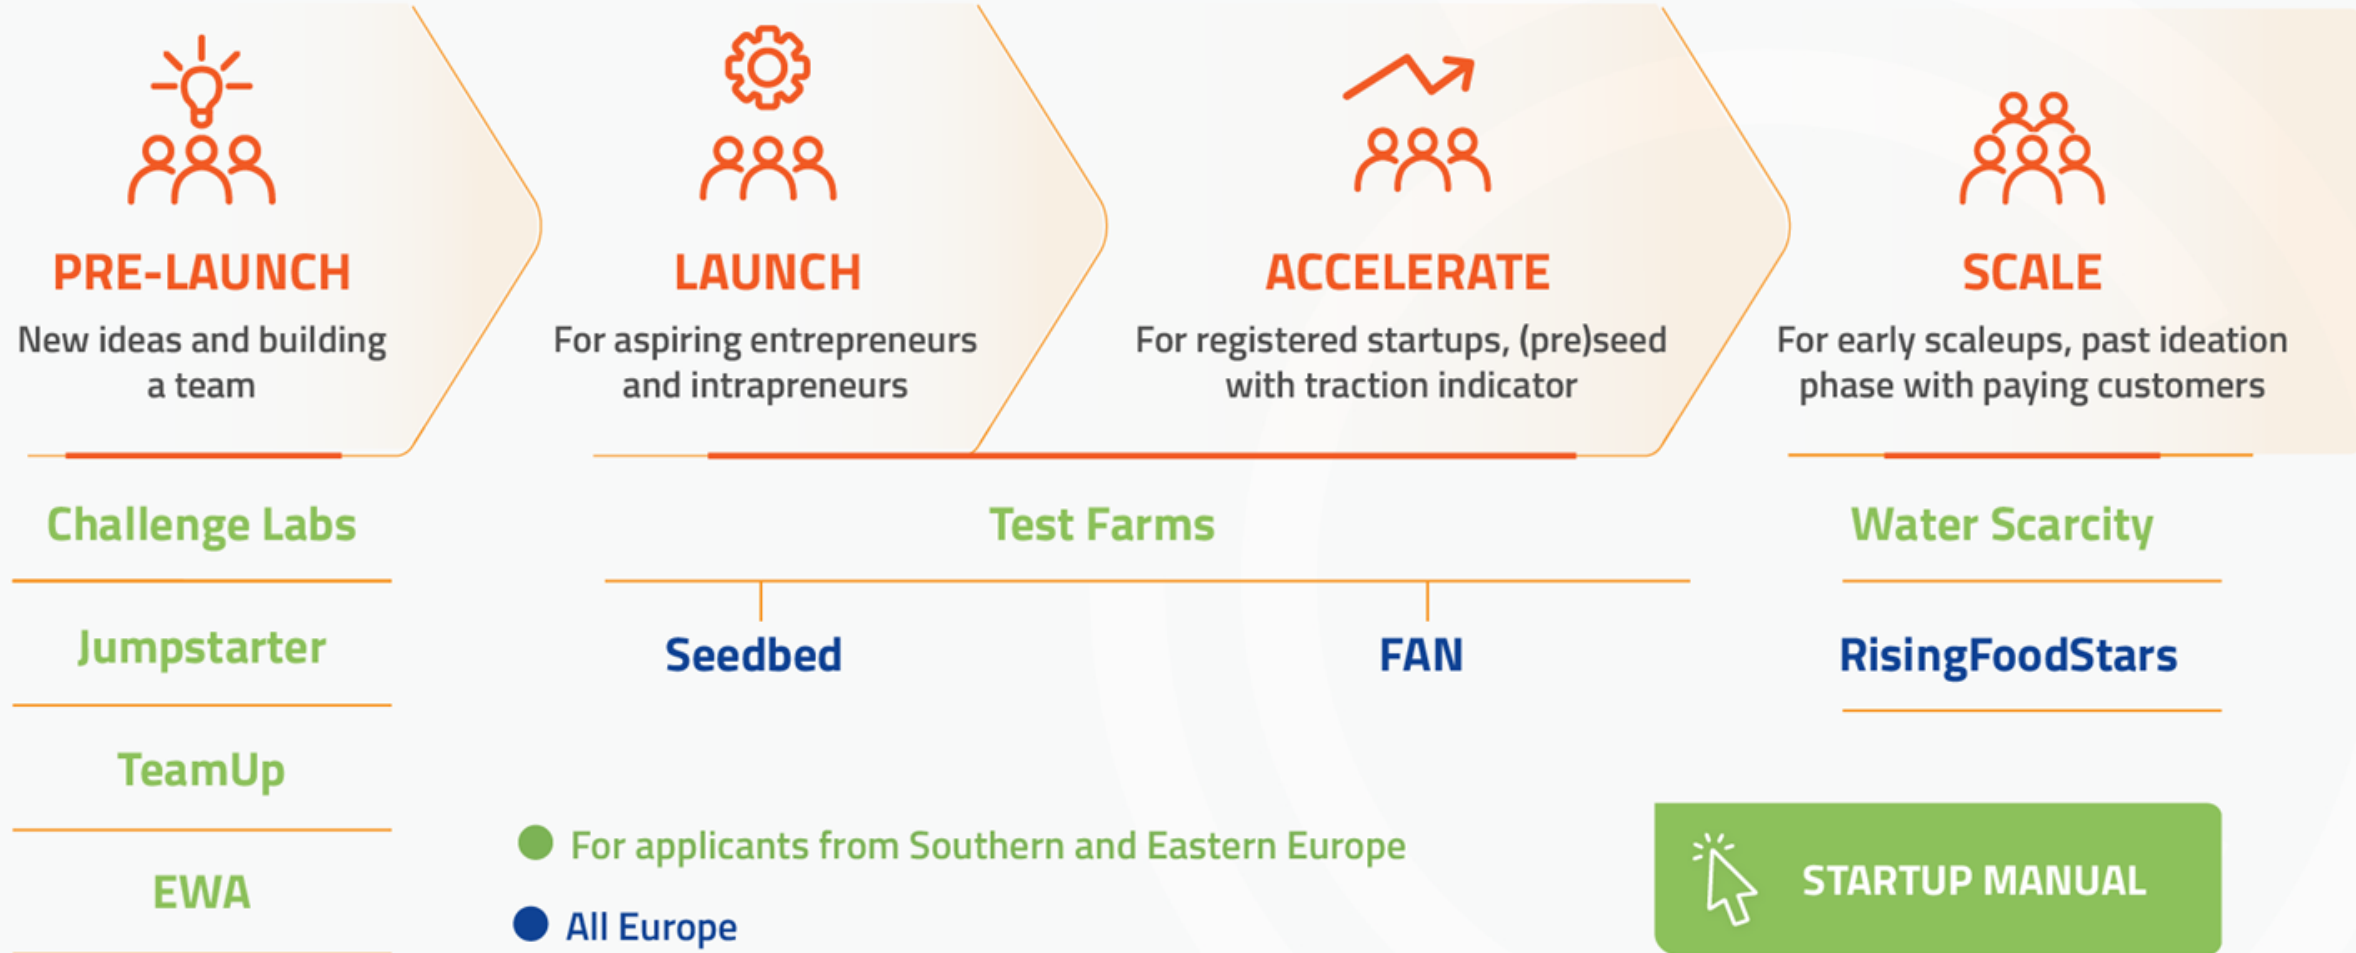 PRE-LAUNCH
New ideas and building
a team
Challenge Labs
Jumpstarter
TeamUp
EWA
LAUNCH
For aspiring entrepreneurs
and intrapreneurs
ACCELERATE
For registered startups, (pre)seed
with traction indicator
Test Farms
Seedbed
FAN
SCALE
For early scaleups, past ideation
phase with paying customers
Water Scarcity
RisingFoodStars
For applicants from Southern and Eastern Europe
All Europe
STARTUP MANUAL